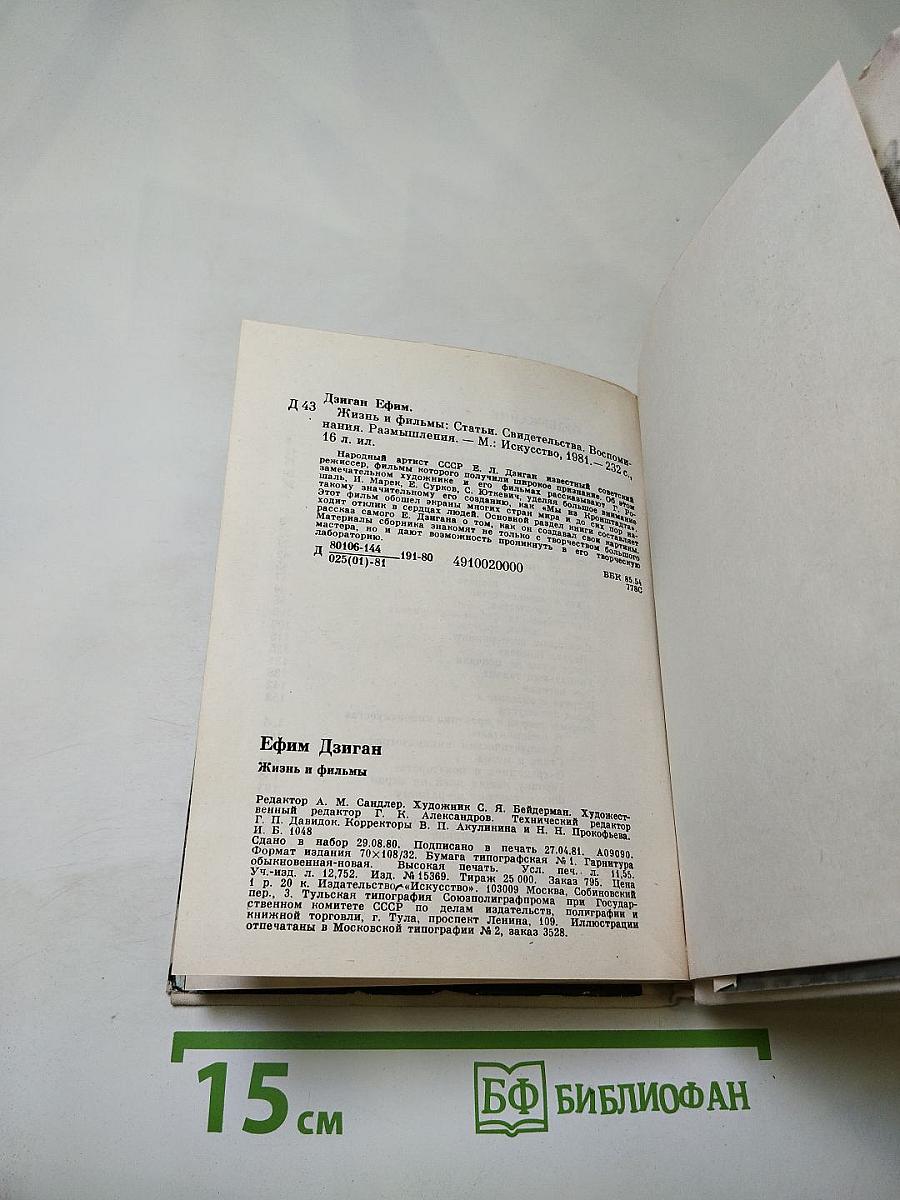 Дзиган Ефим.
Д 43
Жизнь и фильмы: Статьи. Свидетельства. Воспоми-
нания. Размышления. — М.: Искусство, 1981.— 232 с.,
16 л. ил.
Народный артист СССР Е. Л. Дзиган известный советский
режиссер, фильмы которого получили широкое признание. Об этом
замечательном художнике и его фильмах рассказывают Г. Ро-
шаль, И. Марек, Е. Сурков, С. Юткевич, уделяя большое внимание
такому значительному его созданию, как «Мы из Кронштадта».
Этот фильм обошел экраны многих стран мира и до сих пор на-
ходит отклик в сердцах людей. Основной раздел книги составляет
рассказ самого Е. Дзигана о том, как он создавал свои картины.
Материалы сборника знакомят не только с творчеством большого
мастера, но и дают возможность проникнуть в его творческую
лабораторию.
Д 80106-144
025(01)-81
191-80 4910020000
ББК 85.54
778С
Ефим Дзиган
Жизнь и фильмы
Редактор А. М. Сандлер. Художник С. Я. Бейдерман. Художест-
венный редактор Г. К. Александров. Технический редактор
Г. П. Давидок. Корректоры В. П. Акулинина и Н. Н. Прокофьева.
И. Б. 1048
Сдано в набор 29.08.80. Подписано в печать 27.04.81. А09090.
Формат издания 70×108/32. Бумага типографская № 1. Гарнитура
обыкновенная-новая. Высокая печать. Усл. печ. л. 11,55.
Уч.-изд. л. 12,752. Изд. № 15369. Тираж 25 000. Заказ 795. Цена
1 р. 20 к. Издательство «Искусство». 103009 Москва, Собиновский
пер., 3. Тульская типография Союзполиграфпрома при Государ-
ственном комитете СССР по делам издательств, полиграфии и
книжной торговли, г. Тула, проспект Ленина, 109. Иллюстрации
отпечатаны в Московской типографии № 2, заказ 3528.
15 см
БФ БИБЛИОФАН